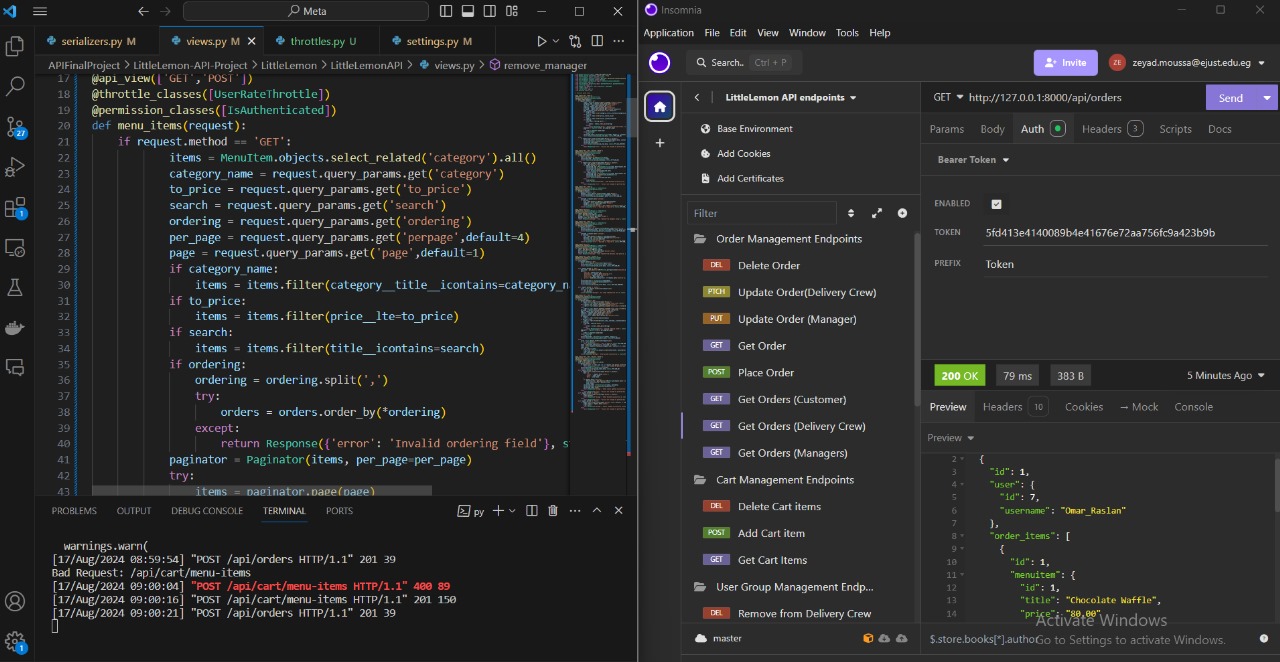 Meta
serializers.py M
views.py M
throttles.py U
settings.py M
APIFinalProject > LittleLemon-API-Project > LittleLemon > LittleLemonAPI > views.py > remove_manager
17 @api_view(['GET','POST'])
18 @throttle_classes([UserRateThrottle])
19 @permission_classes([IsAuthenticated])
20 def menu_items(request):
21 if request.method == 'GET':
22 items = MenuItem.objects.select_related('category').all()
23 category_name = request.query_params.get('category')
24 to_price = request.query_params.get('to_price')
25 search = request.query_params.get('search')
26 ordering = request.query_params.get('ordering')
27 per_page = request.query_params.get('perpage',default=4)
28 page = request.query_params.get('page',default=1)
29 if category_name:
30 items = items.filter(category__title__icontains=category_n
31 if to_price:
32 items = items.filter(price__lte=to_price)
33 if search:
34 items = items.filter(title__icontains=search)
35 if ordering:
36 ordering = ordering.split(',')
37 try:
38 orders = orders.order_by(*ordering)
39 except:
40 return Response({'error': 'Invalid ordering field'}, s
41 paginator = Paginator(items, per_page=per_page)
42 try:
43 items = paginator.page(page)
PROBLEMS OUTPUT DEBUG CONSOLE TERMINAL PORTS
py
warnings.warn(
[17/Aug/2024 08:59:54] "POST /api/orders HTTP/1.1" 201 39
Bad Request: /api/cart/menu-items
[17/Aug/2024 09:00:04] "POST /api/cart/menu-items HTTP/1.1" 400 89
[17/Aug/2024 09:00:16] "POST /api/cart/menu-items HTTP/1.1" 201 150
[17/Aug/2024 09:00:21] "POST /api/orders HTTP/1.1" 201 39
27
1
1
Insomnia
Application File Edit View Window Tools Help
Search.. Ctrl + P
Invite
ZE zeyad.moussa@ejust.edu.eg
LittleLemon API endpoints
Base Environment
Add Cookies
Add Certificates
Filter
Order Management Endpoints
DEL Delete Order
PTCH Update Order(Delivery Crew)
PUT Update Order (Manager)
GET Get Order
POST Place Order
GET Get Orders (Customer)
GET Get Orders (Delivery Crew)
GET Get Orders (Managers)
Cart Management Endpoints
DEL Delete Cart items
POST Add Cart item
GET Get Cart Items
User Group Management Endp...
DEL Remove from Delivery Crew
master
GET http://127.0.0.1:8000/api/orders
Send
Params Body Auth Headers 3 Scripts Docs
Bearer Token
ENABLED
TOKEN 5fd413e4140089b4e41676e72aa756fc9a423b9b
PREFIX Token
200 OK 79 ms 383 B 5 Minutes Ago
Preview Headers 10 Cookies → Mock Console
Preview
2 {
3 "id": 1,
4 "user": {
5 "id": 7,
6 "username": "Omar_Raslan"
7 },
8 "order_items": [
9 {
10 "id": 1,
11 "menuitem": {
12 "id": 1,
13 "title": "Chocolate Waffle",
14 "price": "80.00",
Activate Windows
$.store.books[*].author
Go to Settings to activate Windows.